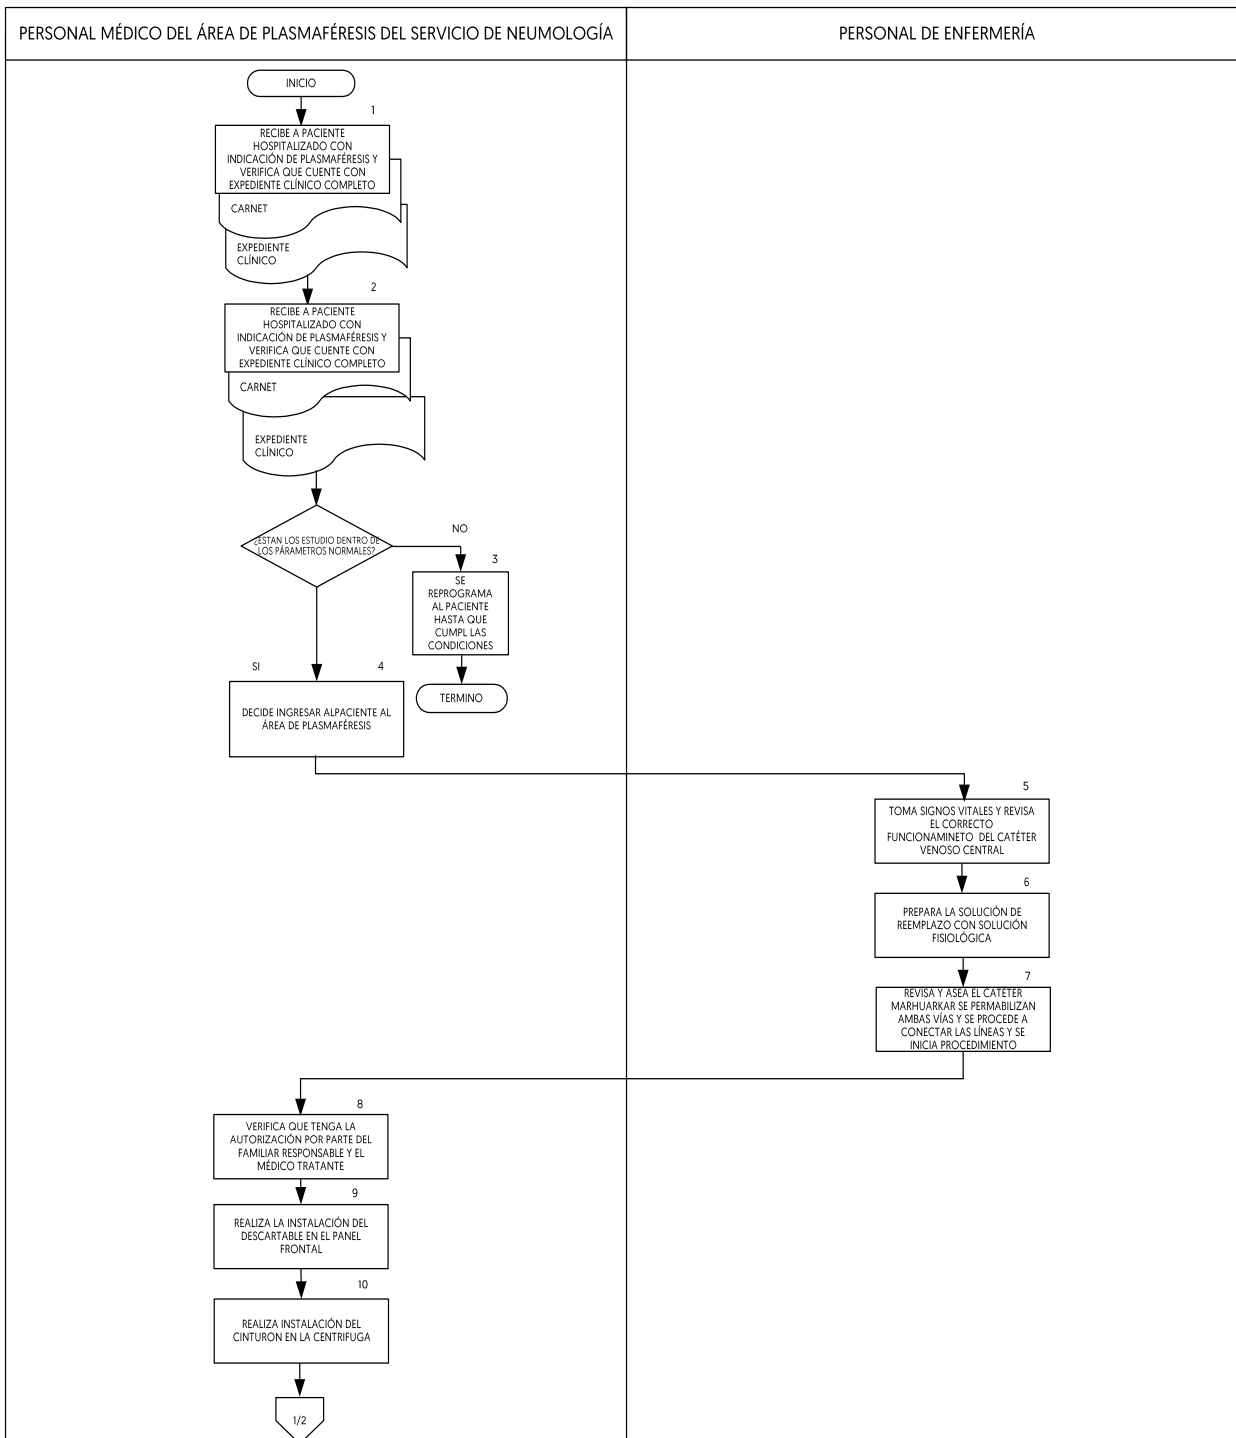 PERSONAL MÉDICO DEL ÁREA DE PLASMAFÉRESIS DEL SERVICIO DE NEUMOLOGÍA
PERSONAL DE ENFERMERÍA
INICIO
1
RECIBE A PACIENTE
HOSPITALIZADO CON
INDICACIÓN DE PLASMAFÉRESIS Y
VERIFICA QUE CUENTE CON
EXPEDIENTE CLÍNICO COMPLETO
CARNET
EXPEDIENTE
CLÍNICO
2
RECIBE A PACIENTE
HOSPITALIZADO CON
INDICACIÓN DE PLASMAFÉRESIS Y
VERIFICA QUE CUENTE CON
EXPEDIENTE CLÍNICO COMPLETO
CARNET
EXPEDIENTE
CLÍNICO
¿ESTAN LOS ESTUDIO DENTRO DE
LOS PÁRAMETROS NORMALES?
NO
3
SE
REPROGRAMA
AL PACIENTE
HASTA QUE
CUMPL LAS
CONDICIONES
TERMINO
SI
4
DECIDE INGRESAR ALPACIENTE AL
ÁREA DE PLASMAFÉRESIS
5
TOMA SIGNOS VITALES Y REVISA
EL CORRECTO
FUNCIONAMINETO DEL CATÉTER
VENOSO CENTRAL
6
PREPARA LA SOLUCIÓN DE
REEMPLAZO CON SOLUCIÓN
FISIOLÓGICA
7
REVISA Y ASEA EL CATÉTER
MARHUARKAR SE PERMABILIZAN
AMBAS VÍAS Y SE PROCEDE A
CONECTAR LAS LÍNEAS Y SE
INICIA PROCEDIMIENTO
8
VERIFICA QUE TENGA LA
AUTORIZACIÓN POR PARTE DEL
FAMILIAR RESPONSABLE Y EL
MÉDICO TRATANTE
9
REALIZA LA INSTALACIÓN DEL
DESCARTABLE EN EL PANEL
FRONTAL
10
REALIZA INSTALACIÓN DEL
CINTURON EN LA CENTRIFUGA
1/2